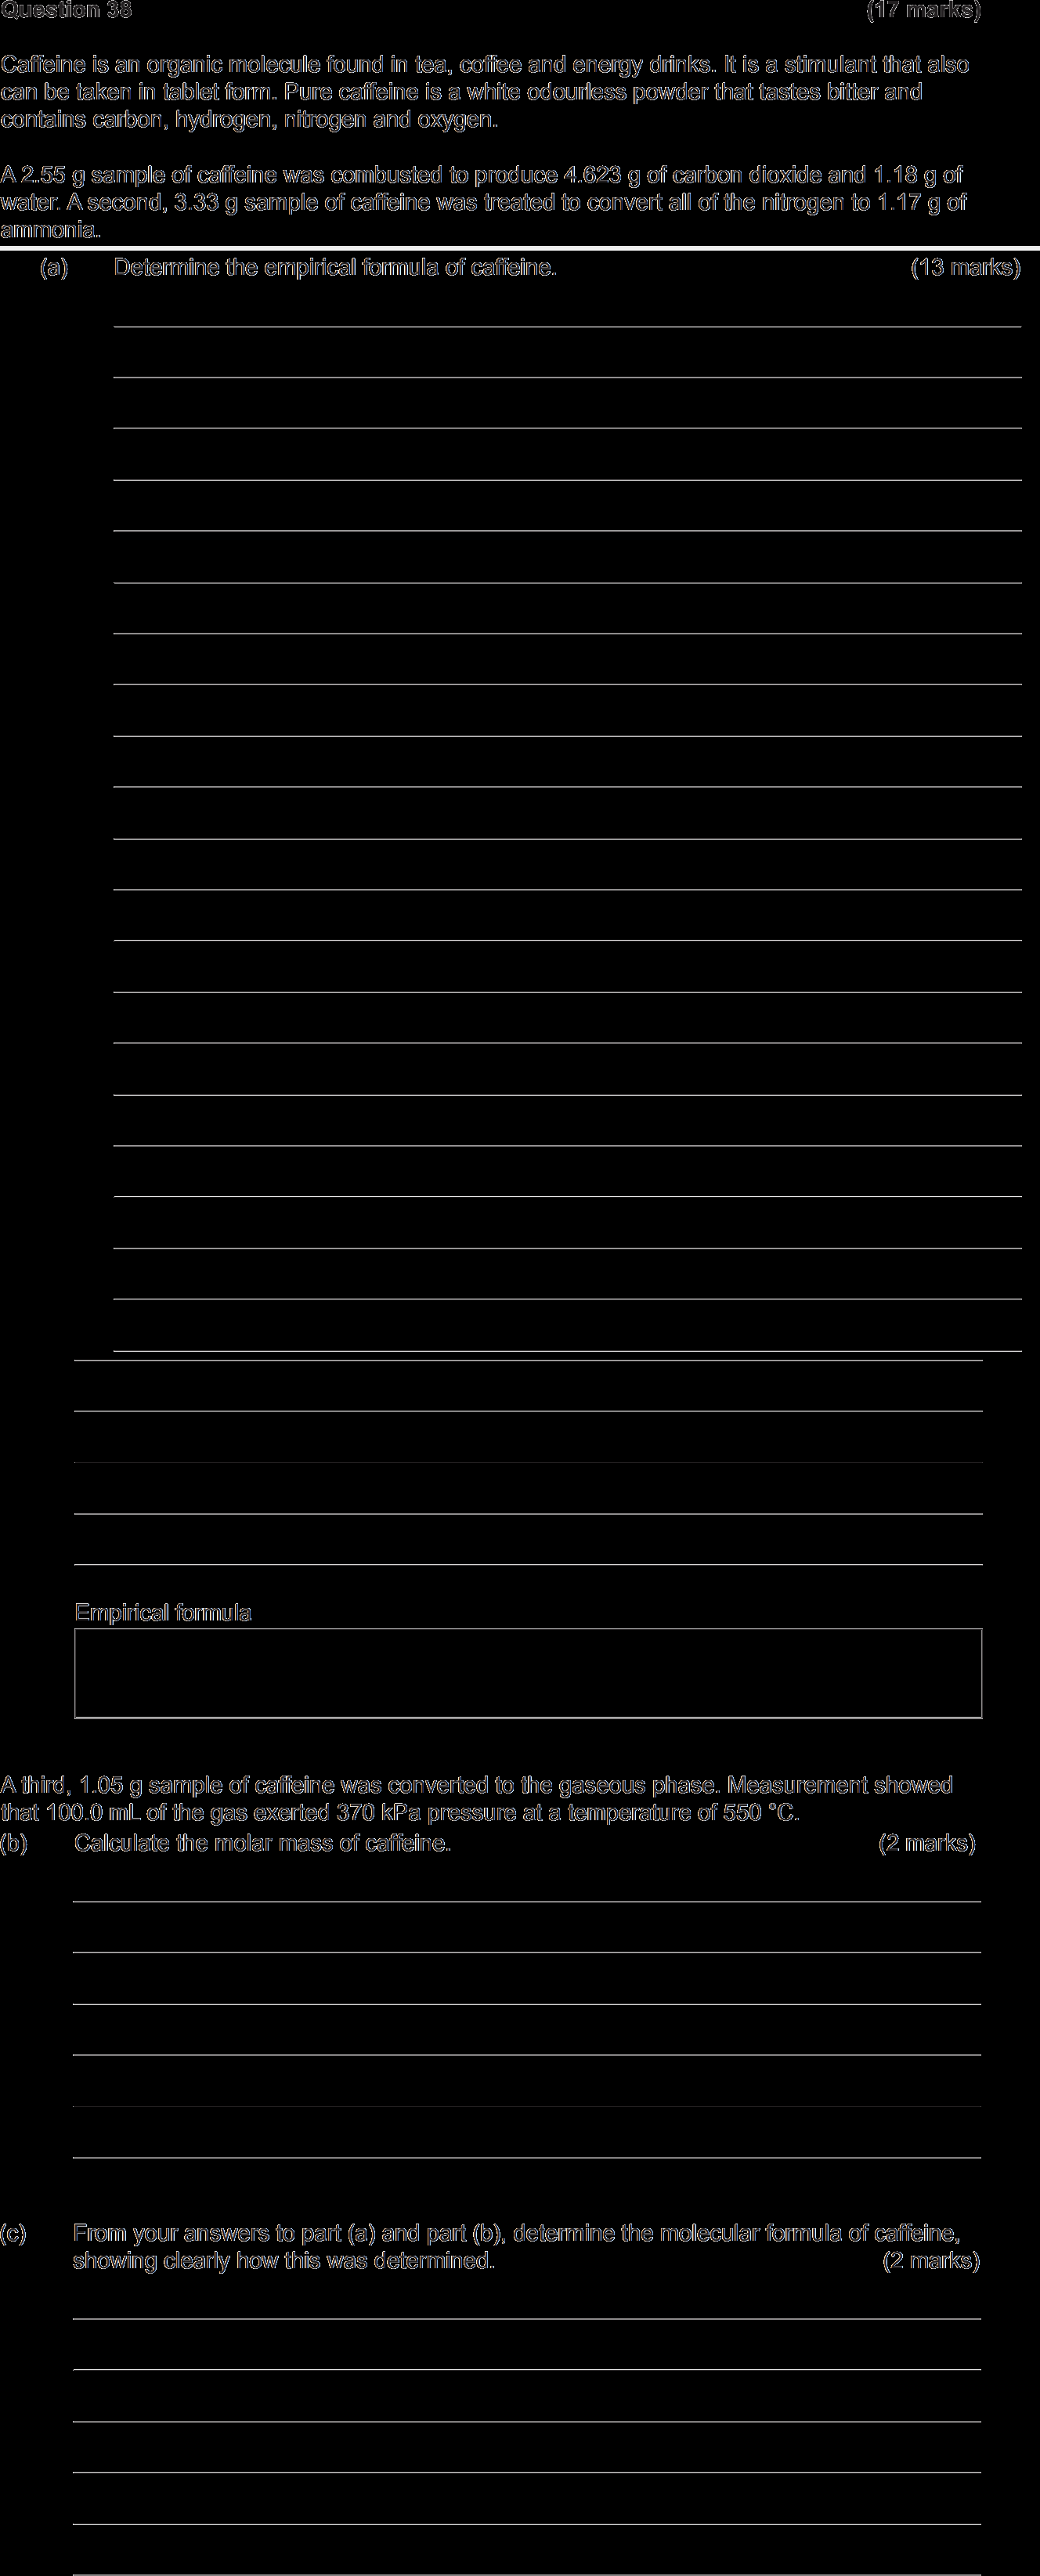 Question 38 (17 marks)
Caffeine is an organic molecule found in tea, coffee and energy drinks. It is a stimulant that also
can be taken in tablet form. Pure caffeine is a white odourless powder that tastes bitter and
contains carbon, hydrogen, nitrogen and oxygen.
A 2.55 g sample of caffeine was combusted to produce 4.623 g of carbon dioxide and 1.18 g of
water. A second, 3.33 g sample of caffeine was treated to convert all of the nitrogen to 1.17 g of
ammonia.
(a) Determine the empirical formula of caffeine. (13 marks)
Empirical formula
A third, 1.05 g sample of caffeine was converted to the gaseous phase. Measurement showed
that 100.0 mL of the gas exerted 370 kPa pressure at a temperature of 550 °C.
(b) Calculate the molar mass of caffeine. (2 marks)
(c) From your answers to part (a) and part (b), determine the molecular formula of caffeine,
showing clearly how this was determined. (2 marks)